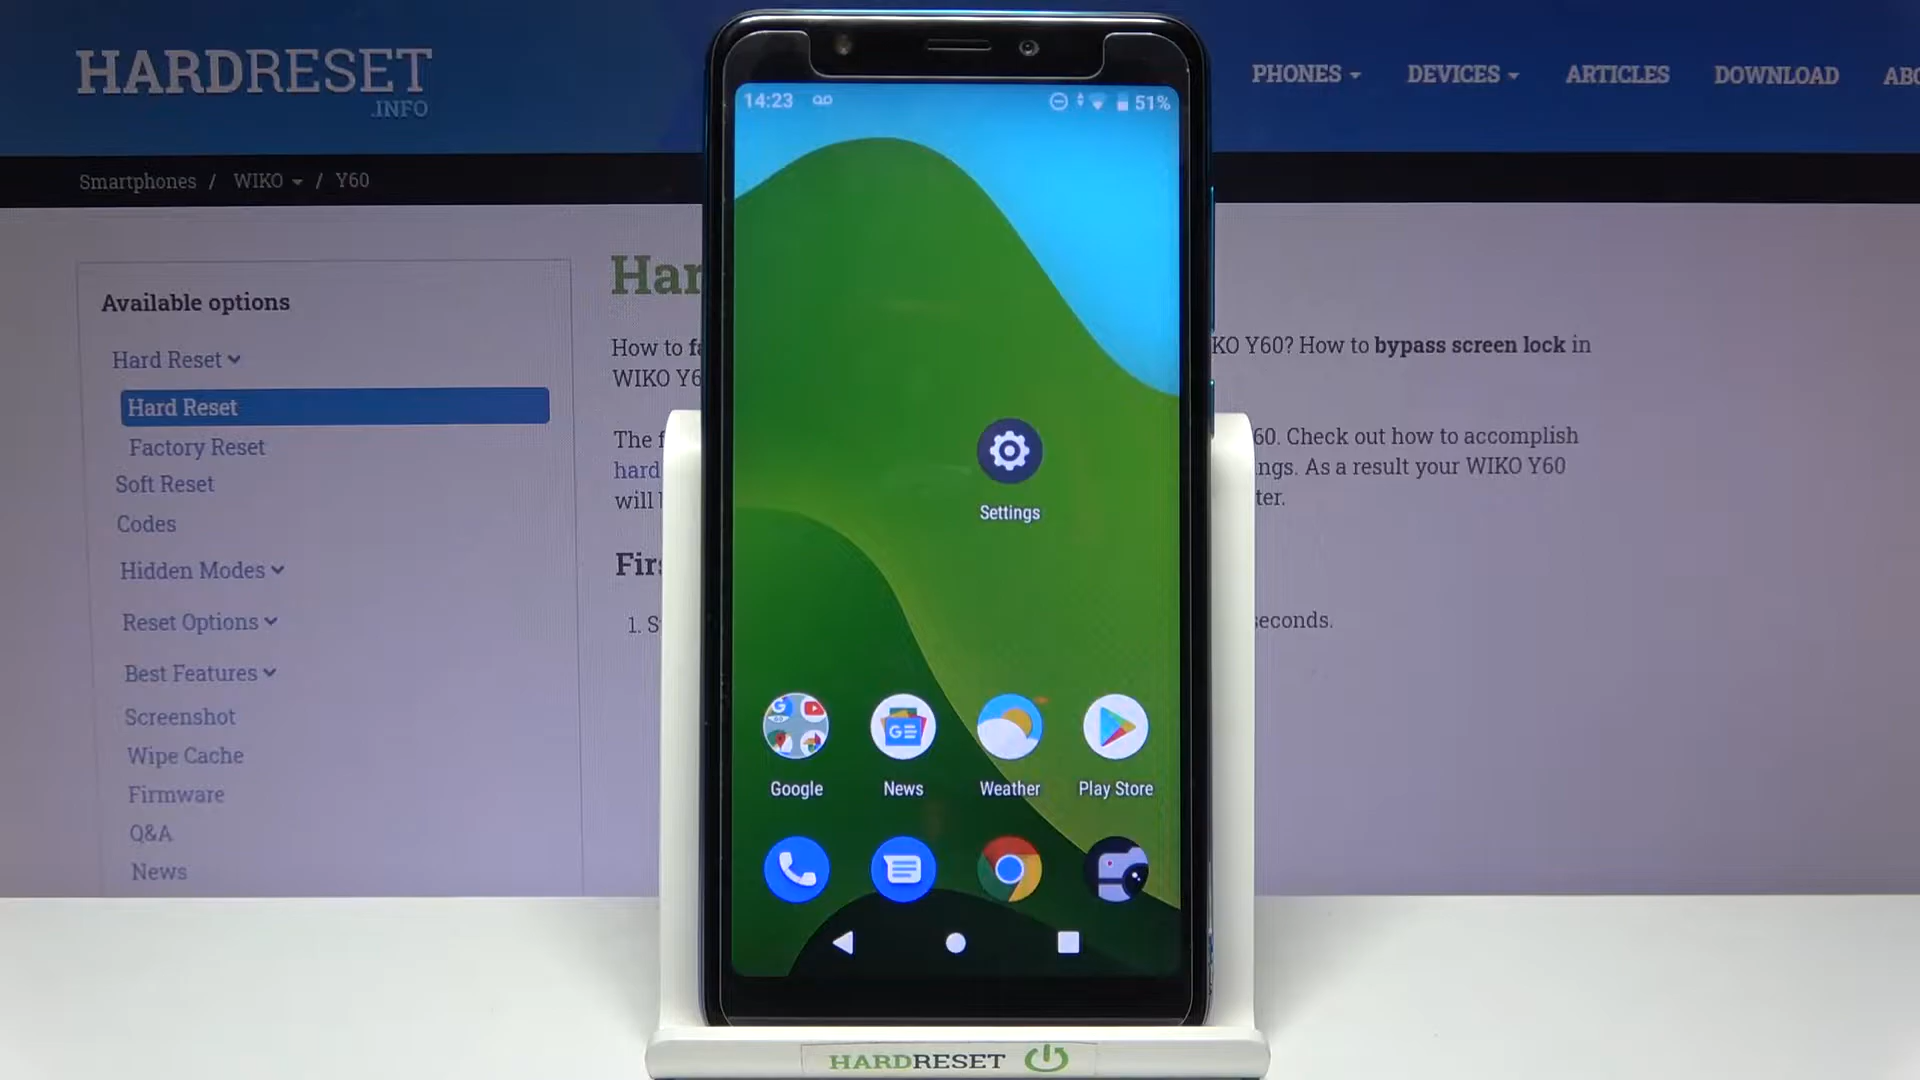 HARDRESET
.INFO
PHONES
DEVICES
ARTICLES
DOWNLOAD
Smartphones / WIKO / Y60
Available options
Hard Reset
Hard Reset
Factory Reset
Soft Reset
Codes
Hidden Modes
Reset Options
Best Features
Screenshot
Wipe Cache
Firmware
Q&A
News
How to
KO Y60? How to bypass screen lock in
WIKO Y6
The
60. Check out how to accomplish
hard
ngs. As a result your WIKO Y60
will
ter.
1. S
seconds.
14:23
51%
Settings
Google
News
Weather
Play Store
GE
HARDRESET